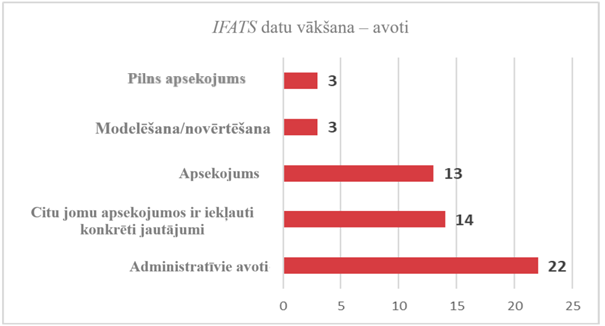 IFATS datu vākšana – avoti
Pilns apsekojums
3
Modelēšana/novērtēšana
3
Apsekojums
13
Citu jomu apsekojumos ir iekļauti
konkrēti jautājumi
14
Administratīvie avoti
22
0 5 10 15 20 25